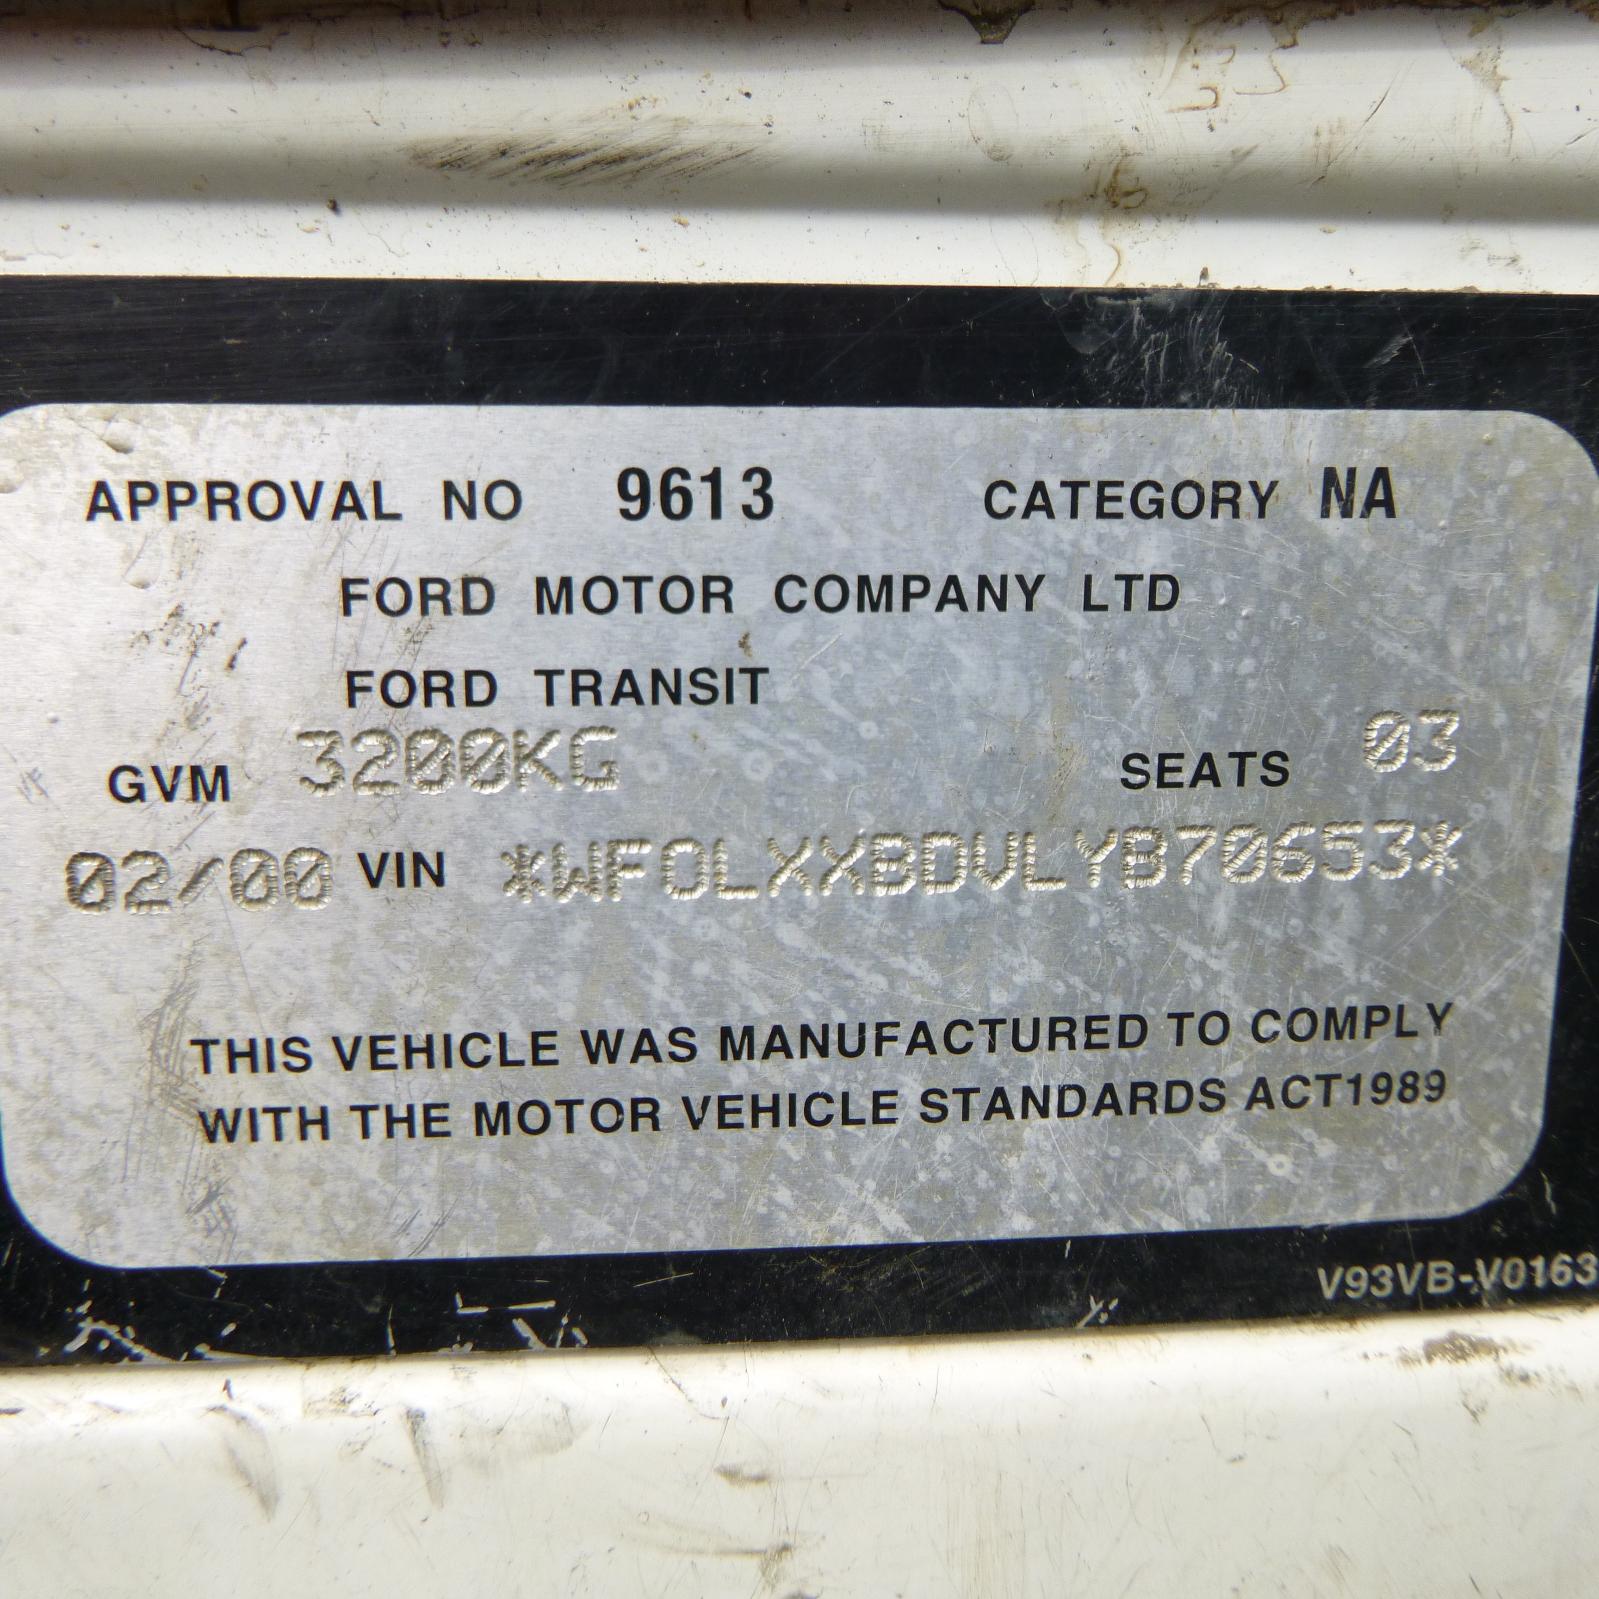 APPROVAL NO 9613 CATEGORY NA
FORD MOTOR COMPANY LTD
FORD TRANSIT
GVM 3200KG SEATS 03
02/00 VIN *WF0LXXBDVLYB70653*
THIS VEHICLE WAS MANUFACTURED TO COMPLY
WITH THE MOTOR VEHICLE STANDARDS ACT1989
V93VB-V0163